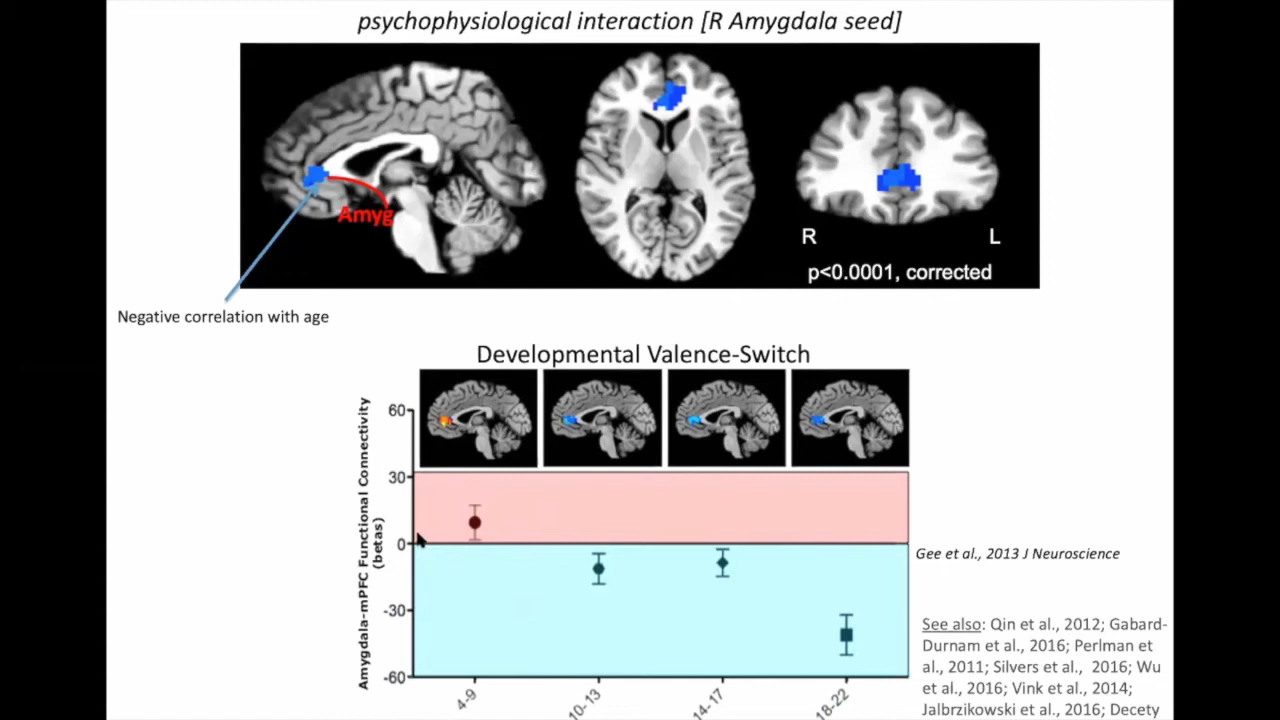 psychophysiological interaction [R Amygdala seed]
Amyg
R
L
p<0.0001, corrected
Negative correlation with age
Developmental Valence-Switch
Amygdala-mPFC Functional Connectivity
(betas)
60
30
0
-30
-60
4-9
10-13
14-17
18-22
Gee et al., 2013 J Neuroscience
See also: Qin et al., 2012; Gabard-
Durnam et al., 2016; Perlman et
al., 2011; Silvers et al., 2016; Wu
et al., 2016; Vink et al., 2014;
Jalbrzikowski et al., 2016; Decety